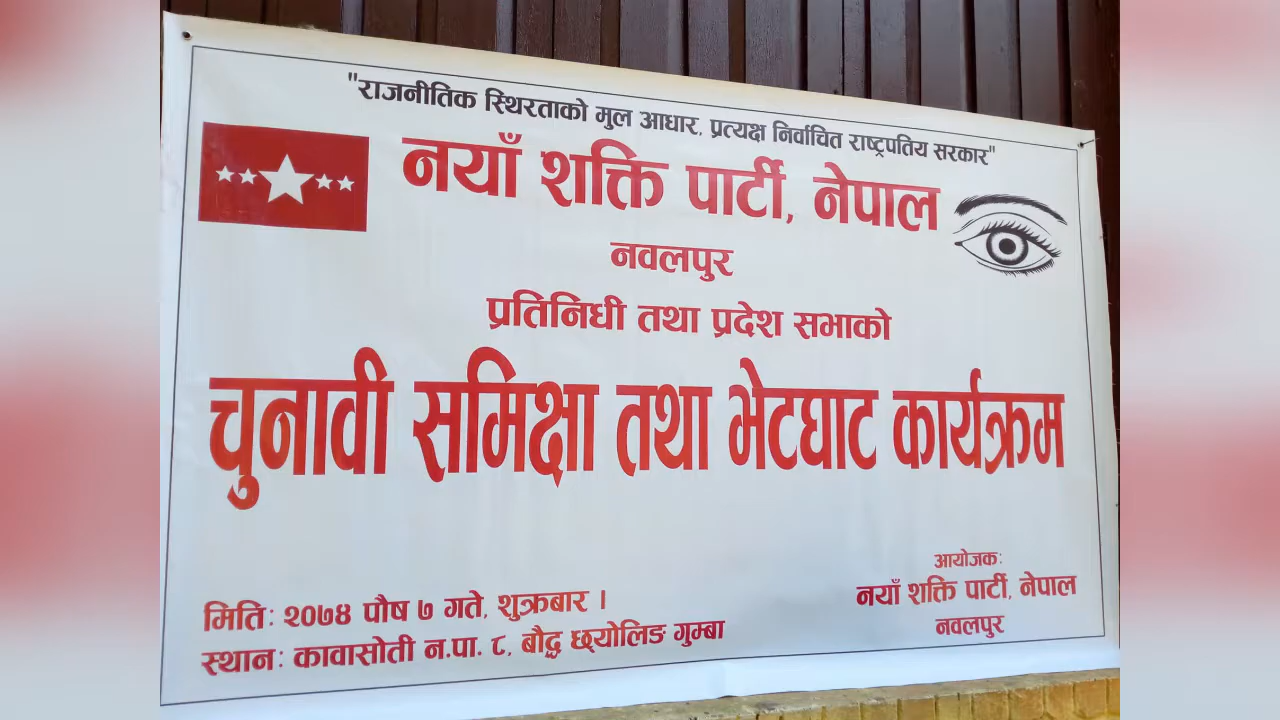 "राजनीतिक स्थिरताको मुल आधार, प्रत्यक्ष निर्वाचित राष्ट्रपतिय सरकार"
नयाँ शक्ति पार्टी, नेपाल
नवलपुर
प्रतिनिधी तथा प्रदेश सभाको
चुनावी समिक्षा तथा भेटघाट कार्यक्रम
मिति: २०७४ पौष ७ गते, शुक्रबार ।
स्थान: कावासोती न.पा. ८, बौद्ध छ्योलिङ गुम्बा
आयोजक:
नयाँ शक्ति पार्टी, नेपाल
नवलपुर